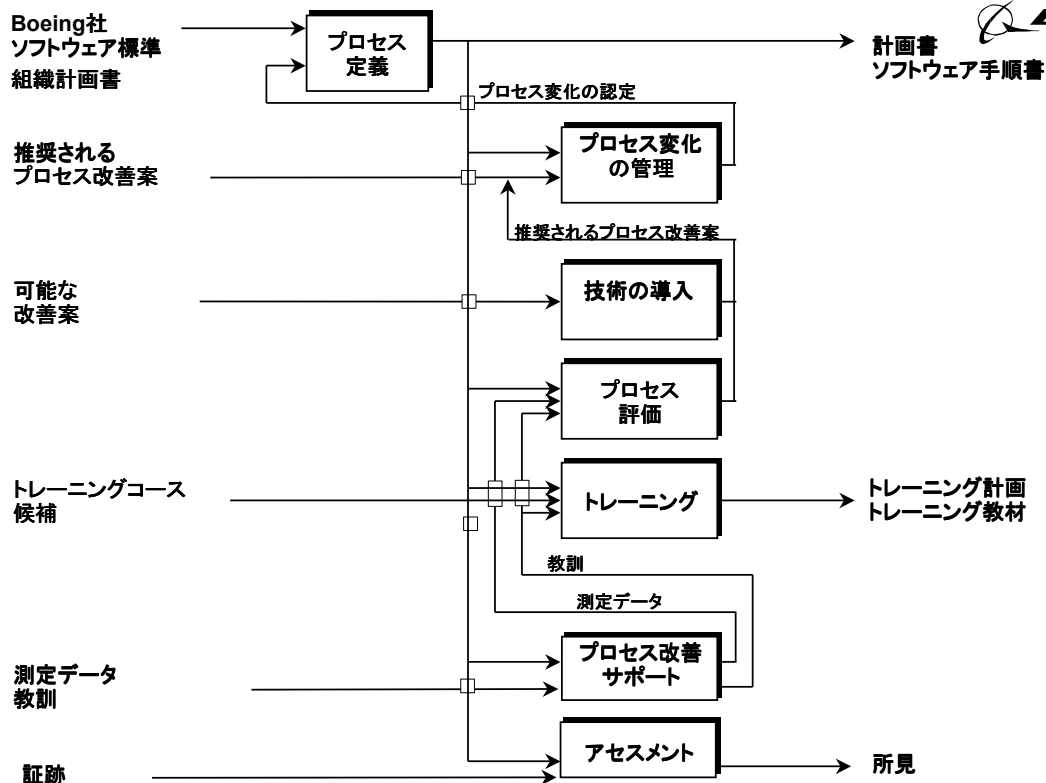 Boeing社
ソフトウェア標準
組織計画書
プロセス
定義
計画書
ソフトウェア手順書
プロセス変化の認定
推奨される
プロセス改善案
プロセス変化
の管理
推奨されるプロセス改善案
可能な
改善案
技術の導入
プロセス
評価
トレーニングコース
候補
トレーニング
トレーニング計画
トレーニング教材
教訓
測定データ
測定データ
教訓
プロセス改善
サポート
証跡
アセスメント
所見